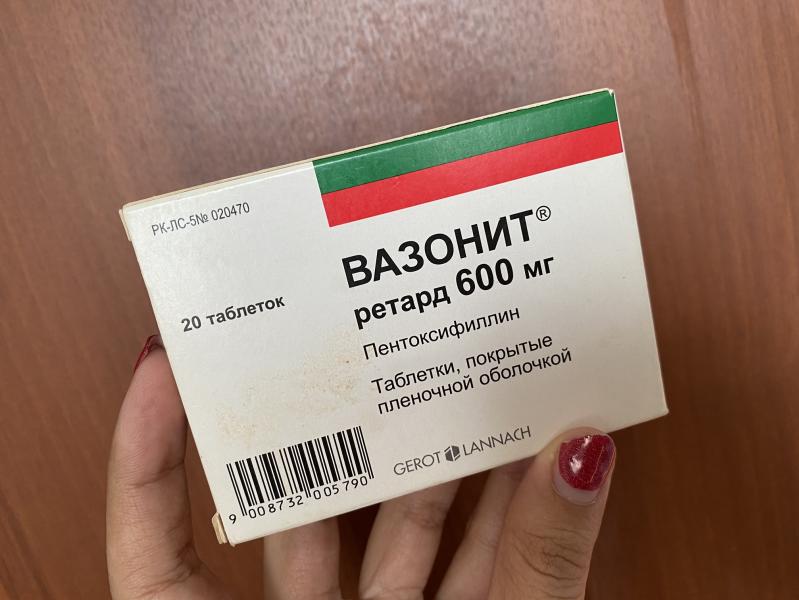 РК-ЛС-5№ 020470
ВАЗОНИТ®
ретард 600 мг
20 таблеток
Пентоксифиллин
Таблетки, покрытые
пленочной оболочкой
GEROT LANNACH
9 008732 005790